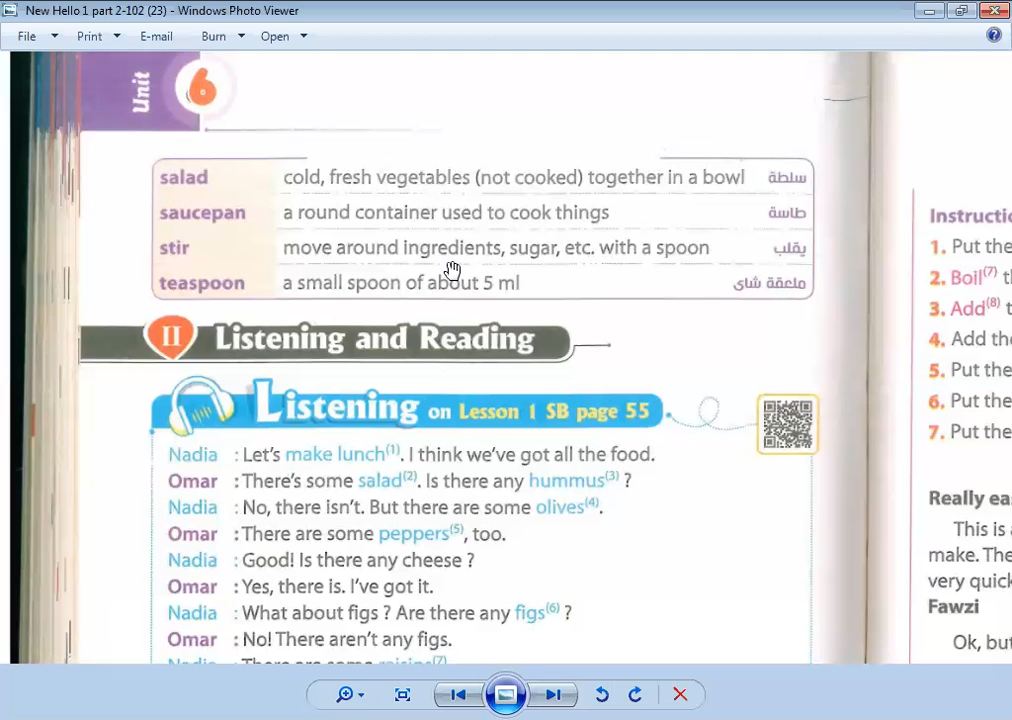 New Hello 1 part 2-102 (23) - Windows Photo Viewer
File Print E-mail Burn Open
Unit 6
salad cold, fresh vegetables (not cooked) together in a bowl سلطة
saucepan a round container used to cook things طاسة
stir move around ingredients, sugar, etc. with a spoon يقلب
teaspoon a small spoon of about 5 ml ملعقة شاى
II Listening and Reading
Listening on Lesson 1 SB page 55
Nadia : Let's make lunch(1). I think we've got all the food.
Omar : There's some salad(2). Is there any hummus(3) ?
Nadia : No, there isn't. But there are some olives(4).
Omar : There are some peppers(5), too.
Nadia : Good! Is there any cheese ?
Omar : Yes, there is. I've got it.
Nadia : What about figs ? Are there any figs(6) ?
Omar : No! There aren't any figs.
Nadia : There are some raisins(7)
1. Put the
2. Boil(7) t
3. Add(8) t
4. Add the
5. Put the
6. Put the
7. Put the
This is
make. The
very quick
Fawzi